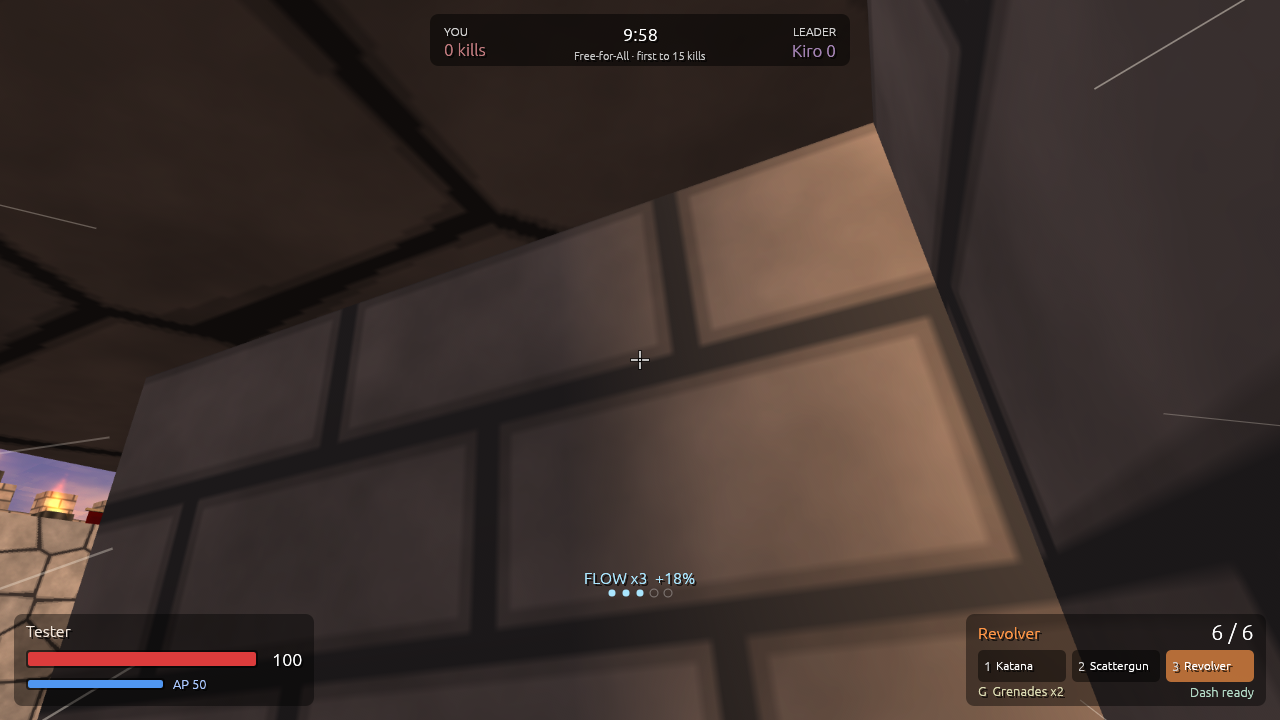 YOU
0 kills
9:58
Free-for-All · first to 15 kills
LEADER
Kiro 0
FLOW x3 +18%
Tester
100
AP 50
Revolver
6 / 6
1 Katana
2 Scattergun
3 Revolver
G Grenades x2
Dash ready